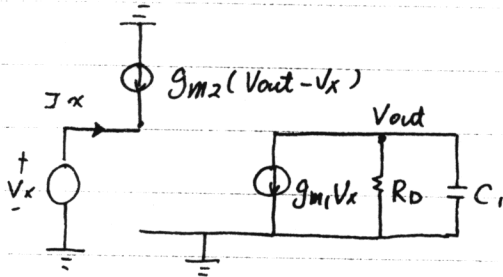 gm2(Vout-Vx)
Ix
Vout
+
Vx
-
gm1Vx
RD
C1